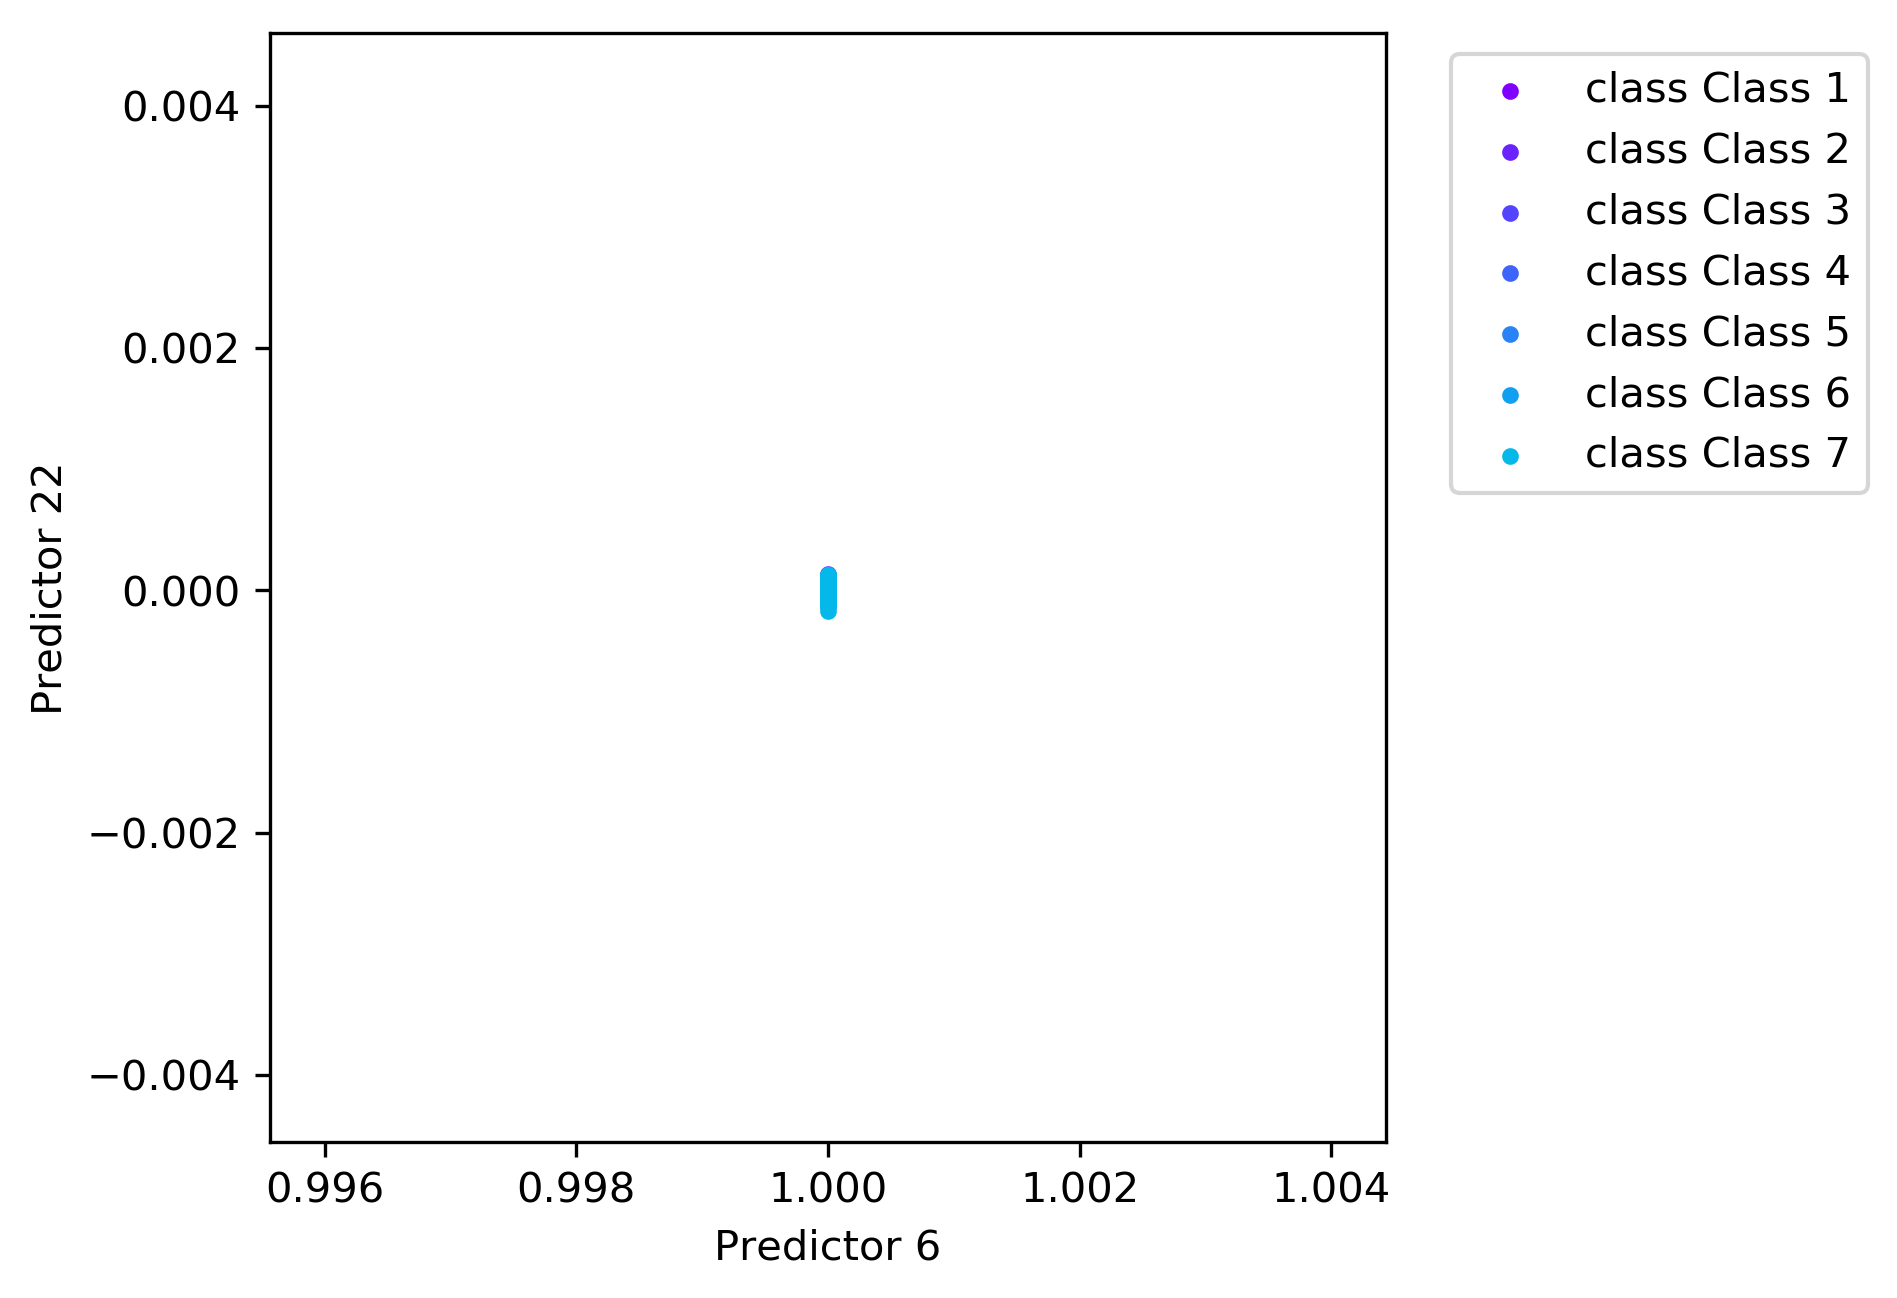 0.004
0.002
0.000
−0.002
−0.004
Predictor 22
0.996 0.998 1.000 1.002 1.004
Predictor 6
class Class 1
class Class 2
class Class 3
class Class 4
class Class 5
class Class 6
class Class 7